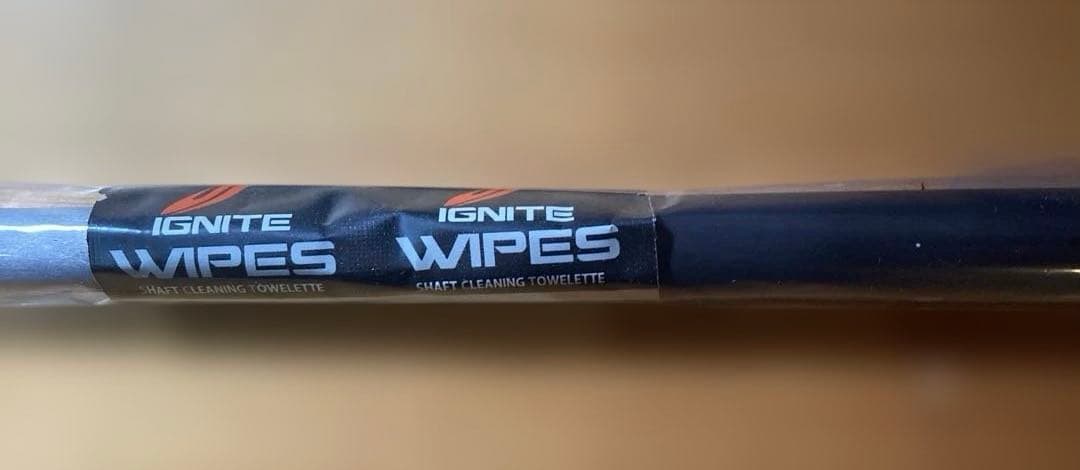 IGNITE
WIPES
SHAFT CLEANING TOWELETTE
IGNITE
WIPES
SHAFT CLEANING TOWELETTE